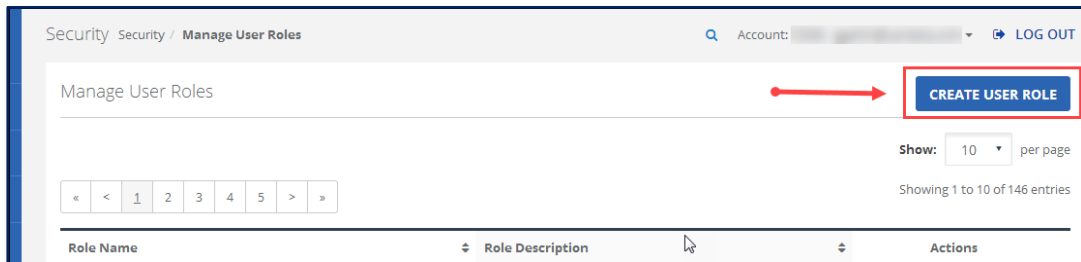 Security Security / Manage User Roles Account: LOG OUT
Manage User Roles CREATE USER ROLE
Show: 10 per page
« < 1 2 3 4 5 > » Showing 1 to 10 of 146 entries
Role Name Role Description Actions